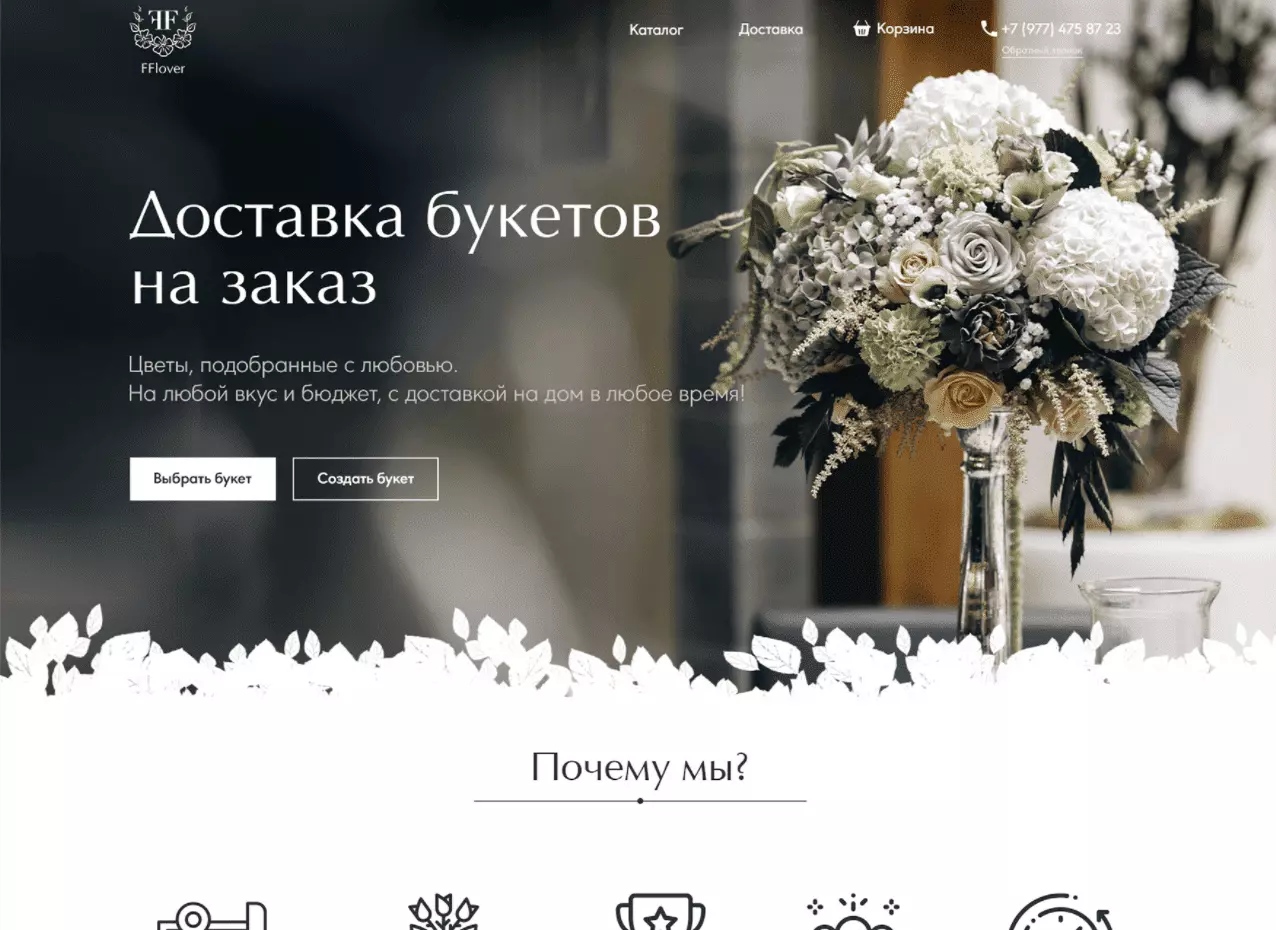 FF
FFlover
Каталог
Доставка
Корзина
+7 (977) 475 87 23
Обратный звонок
Доставка букетов
на заказ
Цветы, подобранные с любовью.
На любой вкус и бюджет, с доставкой на дом в любое время!
Выбрать букет
Создать букет
Почему мы?